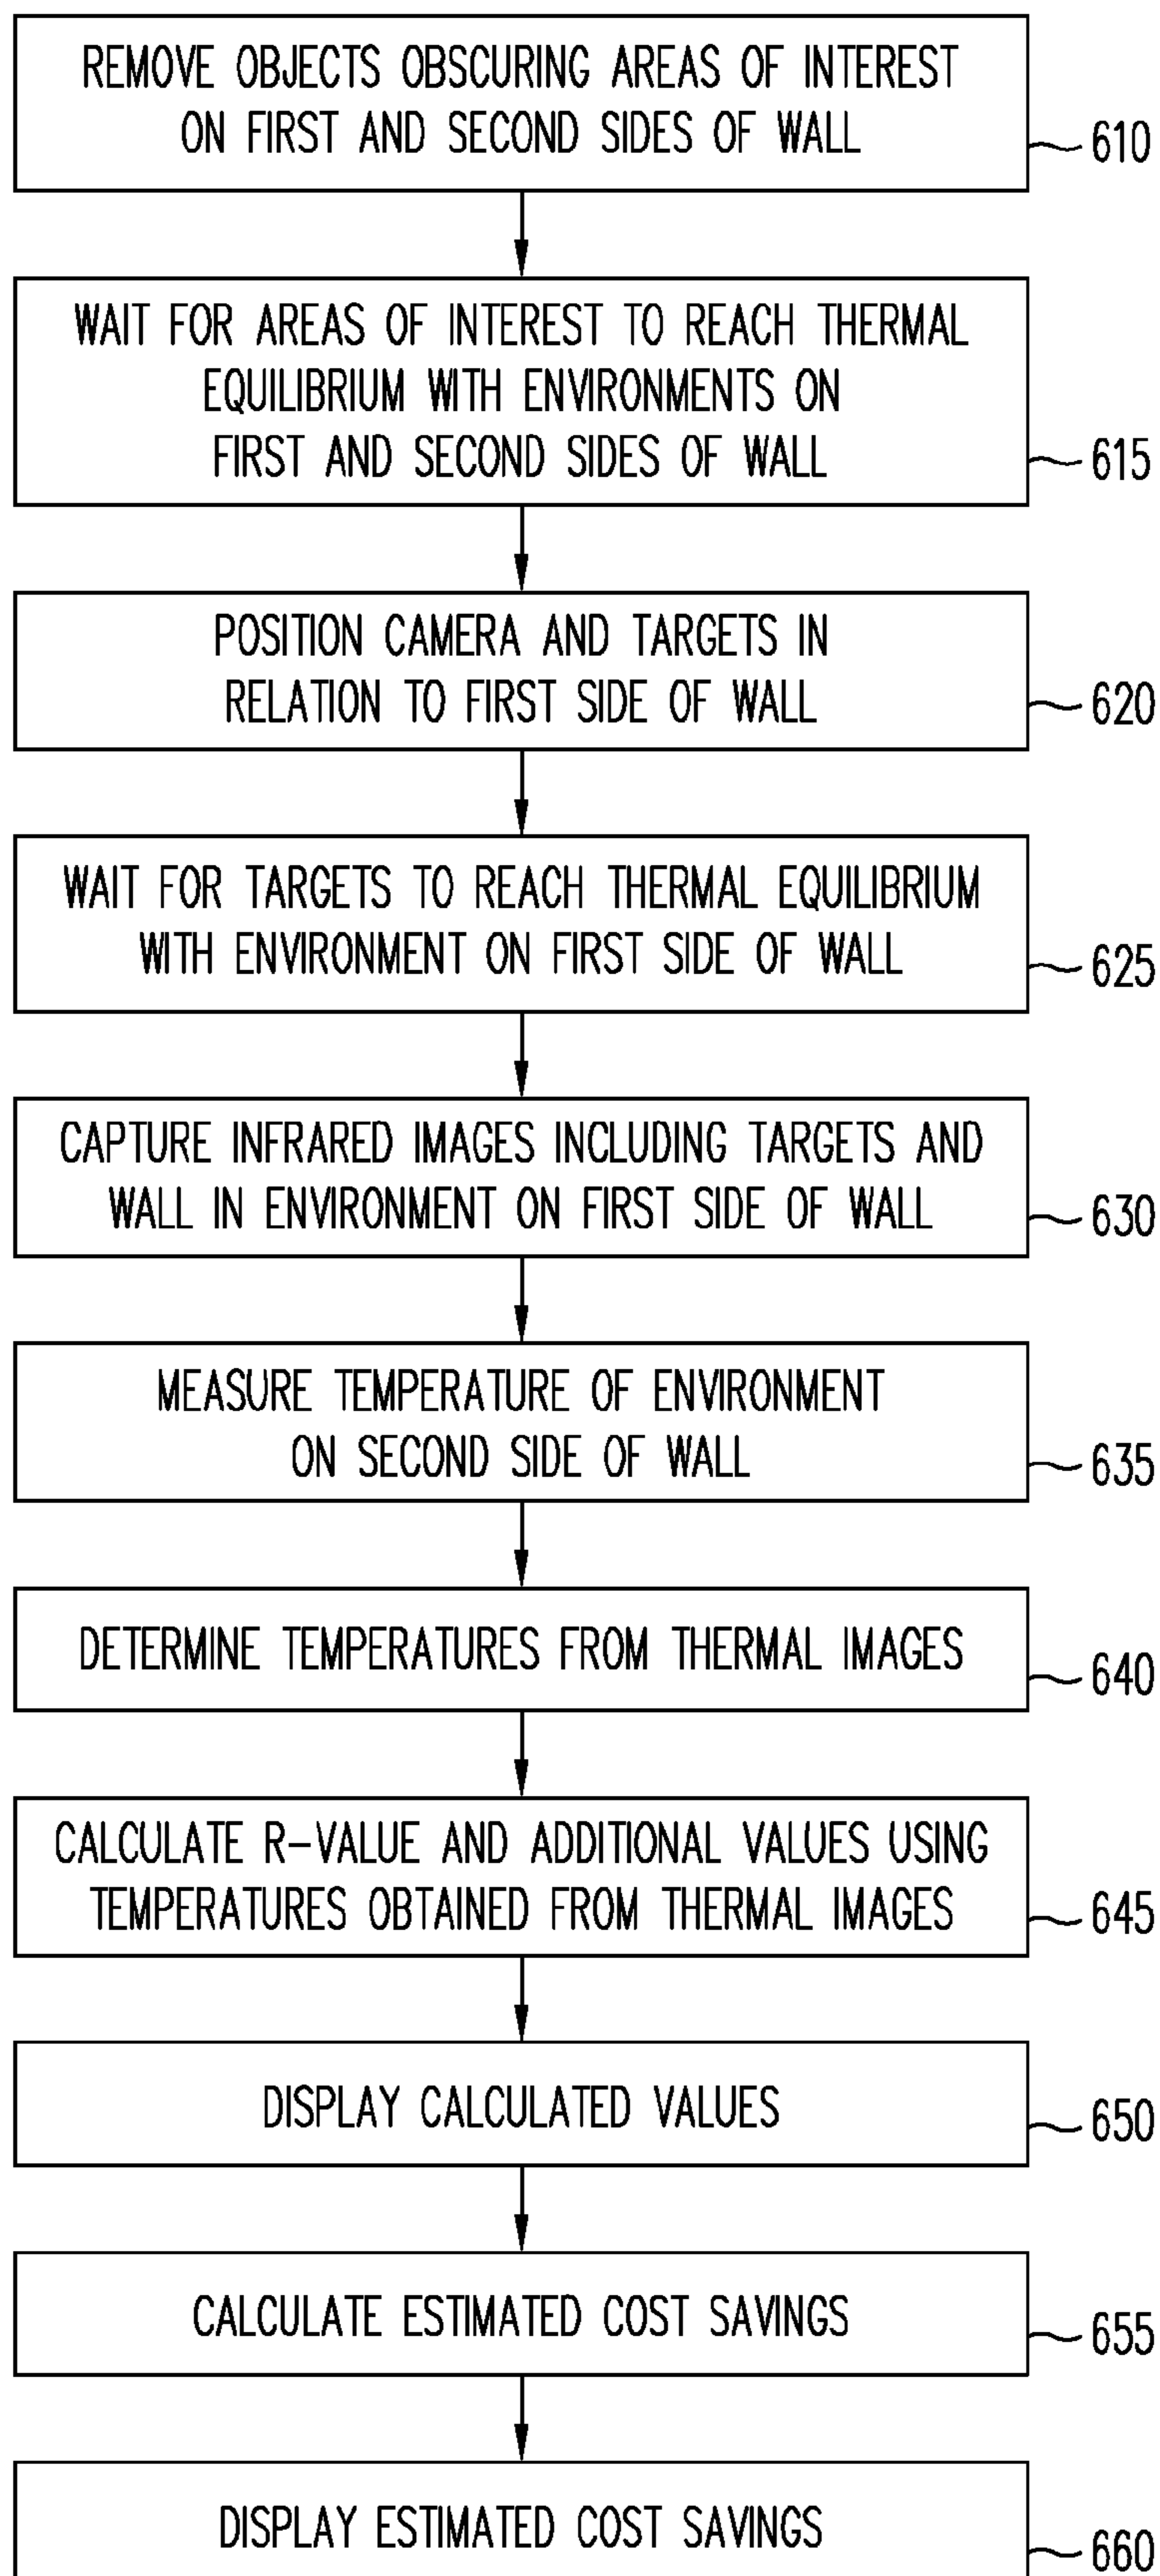 REMOVE OBJECTS OBSCURING AREAS OF INTEREST
ON FIRST AND SECOND SIDES OF WALL
610
WAIT FOR AREAS OF INTEREST TO REACH THERMAL
EQUILIBRIUM WITH ENVIRONMENTS ON
FIRST AND SECOND SIDES OF WALL
615
POSITION CAMERA AND TARGETS IN
RELATION TO FIRST SIDE OF WALL
620
WAIT FOR TARGETS TO REACH THERMAL EQUILIBRIUM
WITH ENVIRONMENT ON FIRST SIDE OF WALL
625
CAPTURE INFRARED IMAGES INCLUDING TARGETS AND
WALL IN ENVIRONMENT ON FIRST SIDE OF WALL
630
MEASURE TEMPERATURE OF ENVIRONMENT
ON SECOND SIDE OF WALL
635
DETERMINE TEMPERATURES FROM THERMAL IMAGES
640
CALCULATE R-VALUE AND ADDITIONAL VALUES USING
TEMPERATURES OBTAINED FROM THERMAL IMAGES
645
DISPLAY CALCULATED VALUES
650
CALCULATE ESTIMATED COST SAVINGS
655
DISPLAY ESTIMATED COST SAVINGS
660